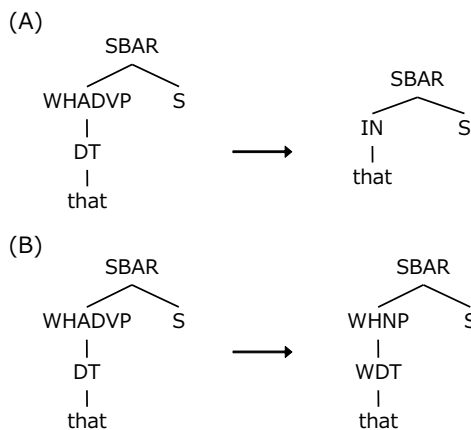 (A)
SBAR SBAR
WHADVP S IN S
DT
that that
(B)
SBAR SBAR
WHADVP S WHNP S
DT WDT
that that